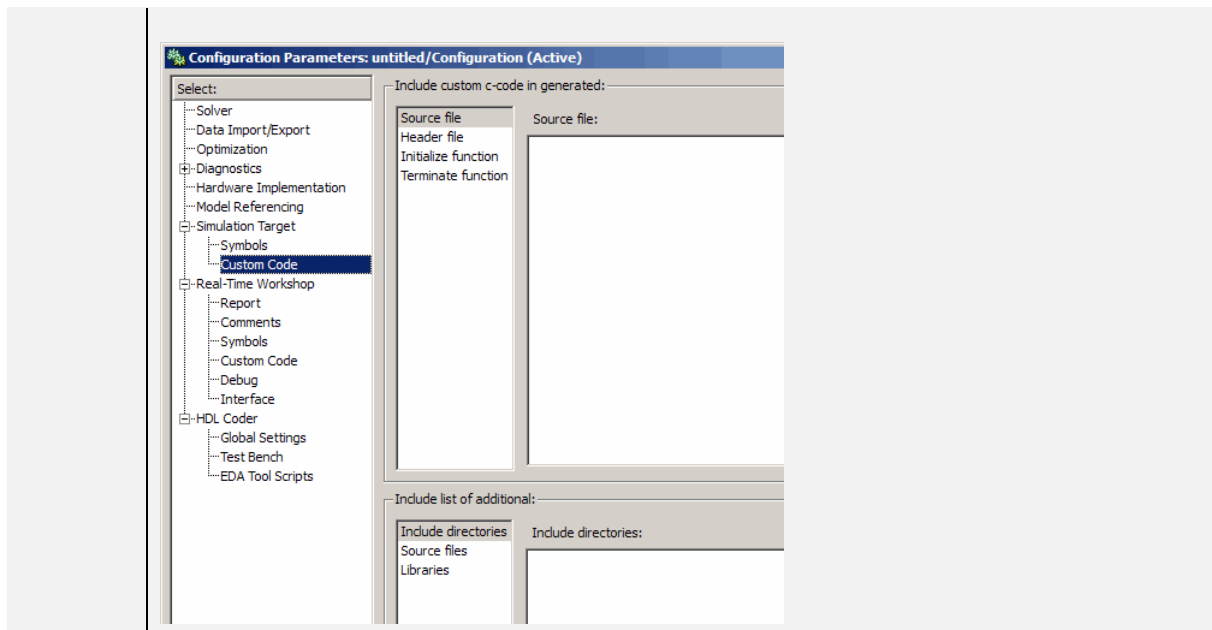 Configuration Parameters: untitled/Configuration (Active)
Select:
Solver
Data Import/Export
Optimization
Diagnostics
Hardware Implementation
Model Referencing
Simulation Target
Symbols
Custom Code
Real-Time Workshop
Report
Comments
Symbols
Custom Code
Debug
Interface
HDL Coder
Global Settings
Test Bench
EDA Tool Scripts
Include custom c-code in generated:
Source file
Header file
Initialize function
Terminate function
Source file:
Include list of additional:
Include directories
Source files
Libraries
Include directories: